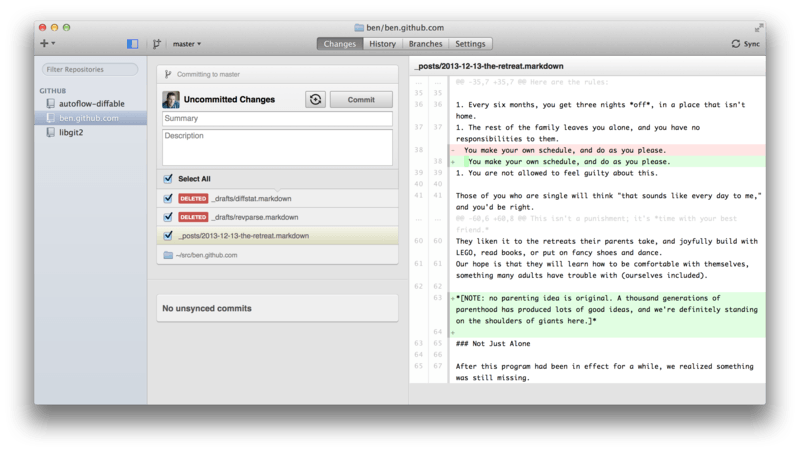 ben/ben.github.com
master
Changes History Branches Settings
Sync
Filter Repositories
GITHUB
autoflow-diffable
ben.github.com
libgit2
Committing to master
Uncommitted Changes
Commit
Summary
Description
Select All
DELETED _drafts/diffstat.markdown
DELETED _drafts/revparse.markdown
_posts/2013-12-13-the-retreat.markdown
~/src/ben.github.com
No unsynced commits
_posts/2013-12-13-the-retreat.markdown
... ... @@ -35,7 +35,7 @@ Here are the rules:
35 35
36 36 1. Every six months, you get three nights *off*, in a place that isn't
home.
37 37 1. The rest of the family leaves you alone, and you have no
responsibilities to them.
38 - You make your own schedule, and do as you please.
38 + You make your own schedule, and do as you please.
39 39 1. You are not allowed to feel guilty about this.
40 40
41 41 Those of you who are single will think "that sounds like every day to me,"
and you'd be right.
... ... @@ -60,6 +60,8 @@ This isn't a punishment; it's *time with your best
friend.*
60 60 They liken it to the retreats their parents take, and joyfully build with
LEGO, read books, or put on fancy shoes and dance.
61 61 Our hope is that they will learn how to be comfortable with themselves,
something many adults have trouble with (ourselves included).
62 62
63 +*[NOTE: no parenting idea is original. A thousand generations of
parenthood has produced lots of good ideas, and we're definitely standing
on the shoulders of giants here.]*
64 +
63 65 ### Not Just Alone
64 66
65 67 After this program had been in effect for a while, we realized something
was still missing.